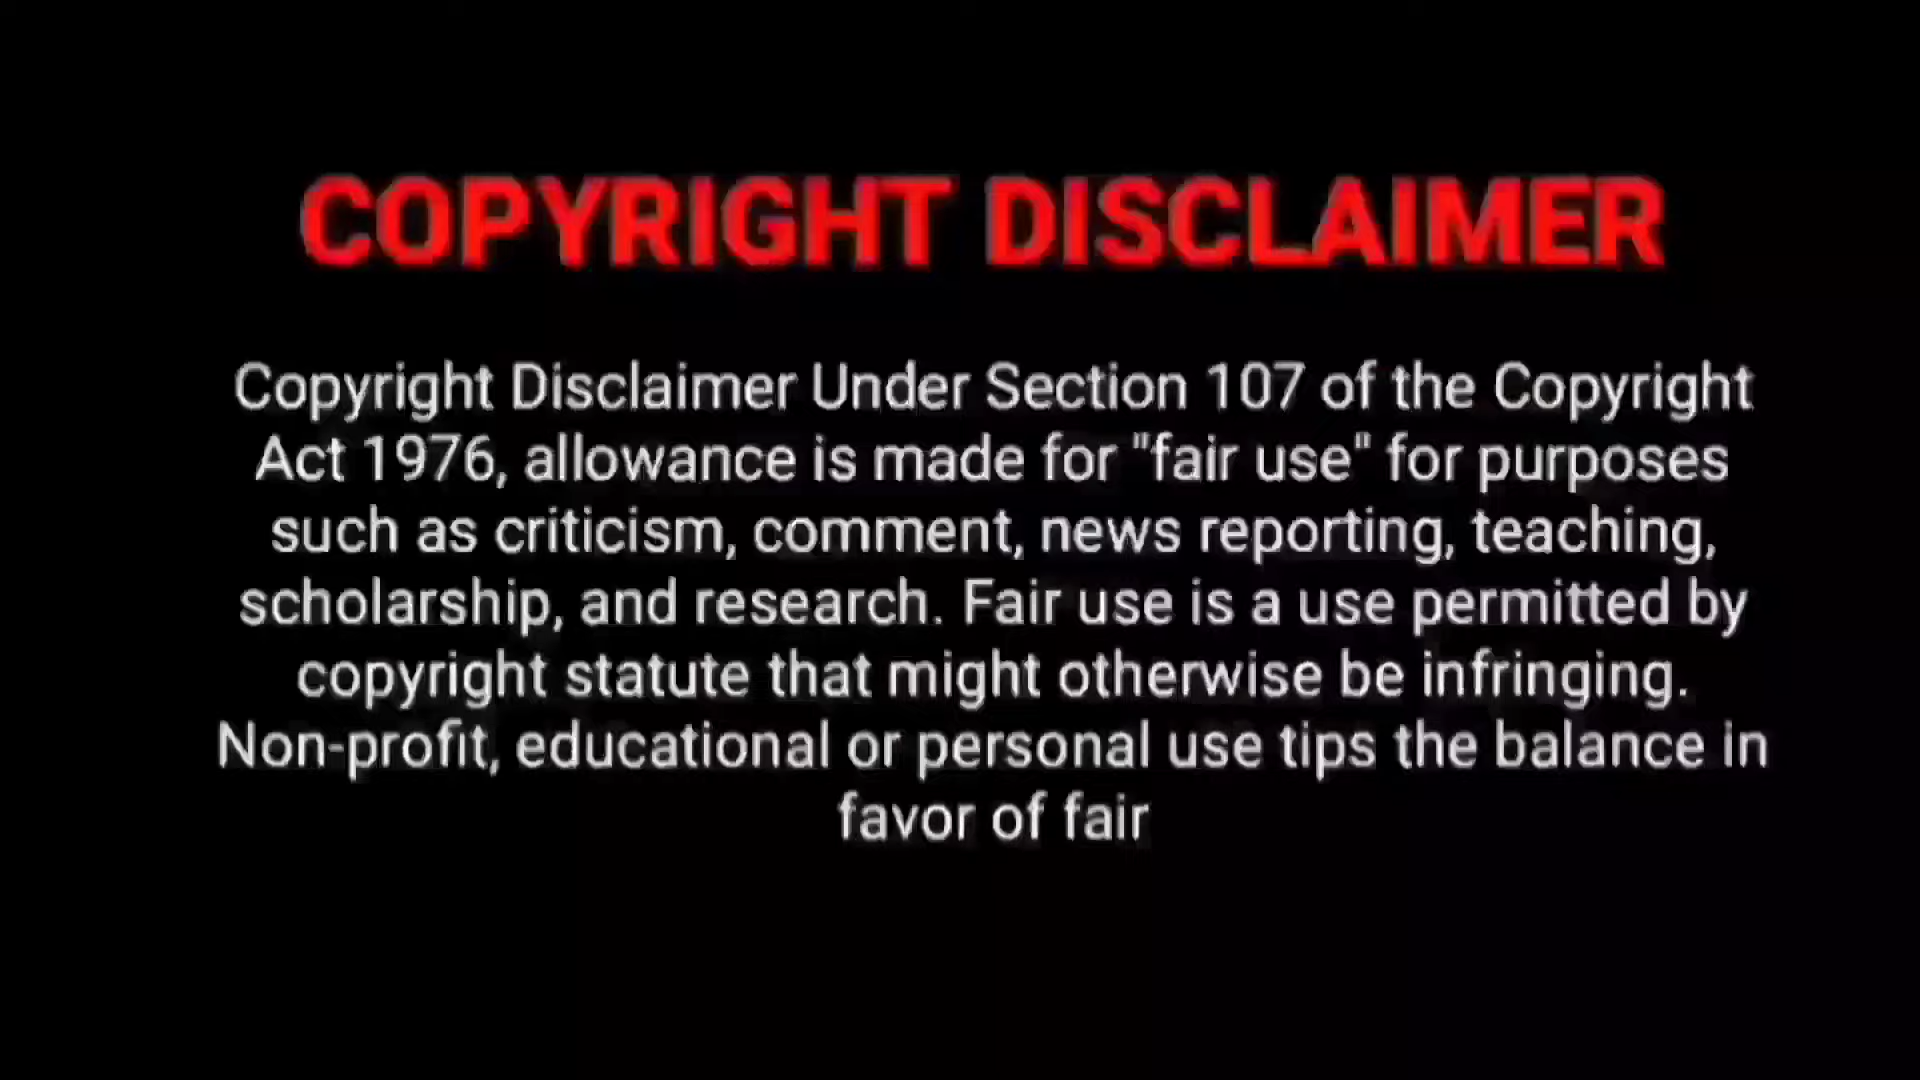 COPYRIGHT DISCLAIMER
Copyright Disclaimer Under Section 107 of the Copyright
Act 1976, allowance is made for "fair use" for purposes
such as criticism, comment, news reporting, teaching,
scholarship, and research. Fair use is a use permitted by
copyright statute that might otherwise be infringing.
Non-profit, educational or personal use tips the balance in
favor of fair